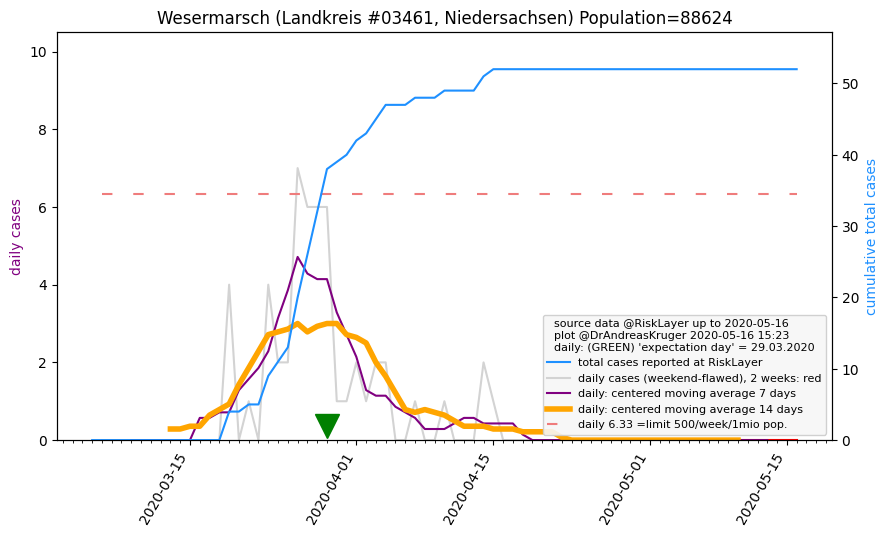 Wesermarsch (Landkreis #03461, Niedersachsen) Population=88624
10
8
6
4
2
0
daily cases
50
40
30
20
10
0
cumulative total cases
source data @RiskLayer up to 2020-05-16
plot @DrAndreasKruger 2020-05-16 15:23
daily: (GREEN) 'expectation day' = 29.03.2020
total cases reported at RiskLayer
daily cases (weekend-flawed), 2 weeks: red
daily: centered moving average 7 days
daily: centered moving average 14 days
daily 6.33 =limit 500/week/1mio pop.
2020-03-15
2020-04-01
2020-04-15
2020-05-01
2020-05-15